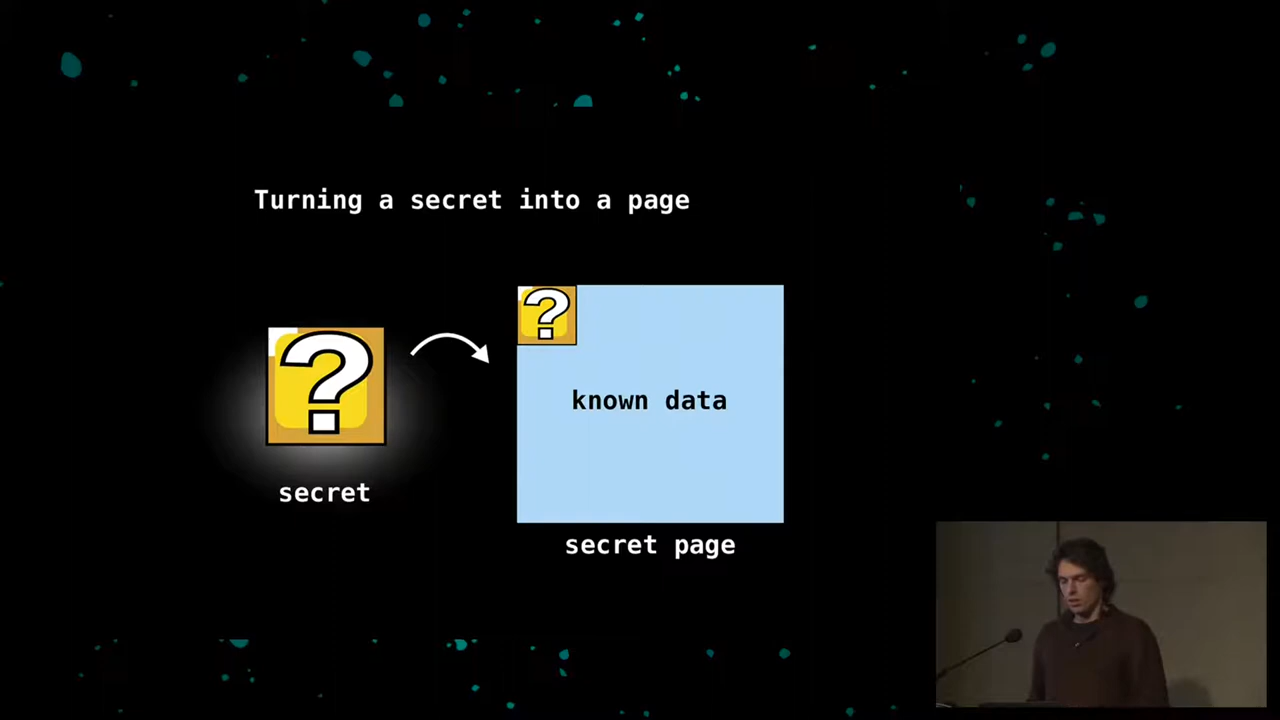 Turning a secret into a page
?
?
known data
secret
secret page